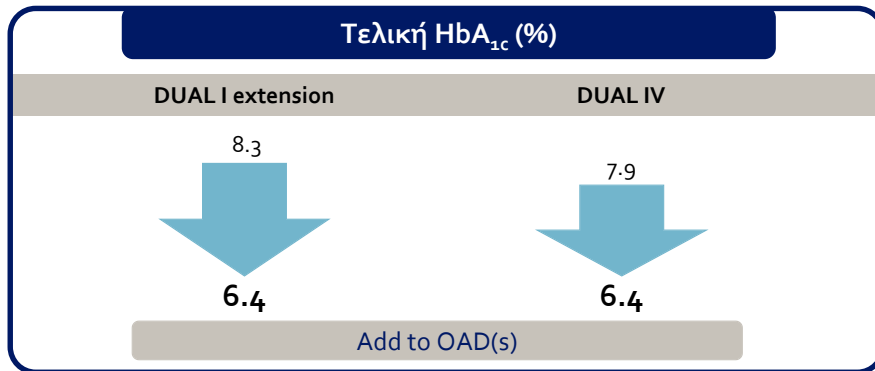 Τελική HbA1c (%)
DUAL I extension DUAL IV
8.3
7.9
6.4 6.4
Add to OAD(s)